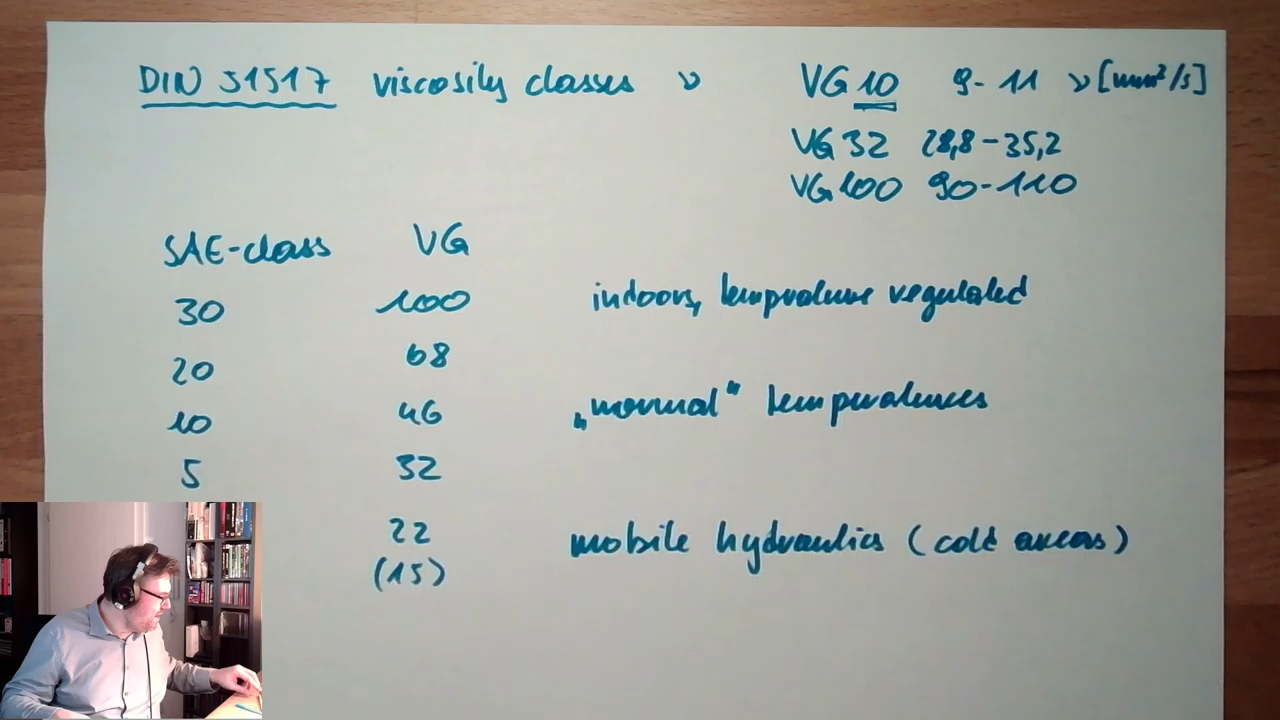 DIN 51517 viscosity classes ν VG 10 9-11 ν [mm²/s]
VG 32 28,8-35,2
VG 100 90-110
SAE-class VG
30 100 indoors, temperature regulated
20 68
10 46 „normal“ temperatures
5 32
22 mobile hydraulics (cold areas)
(15)